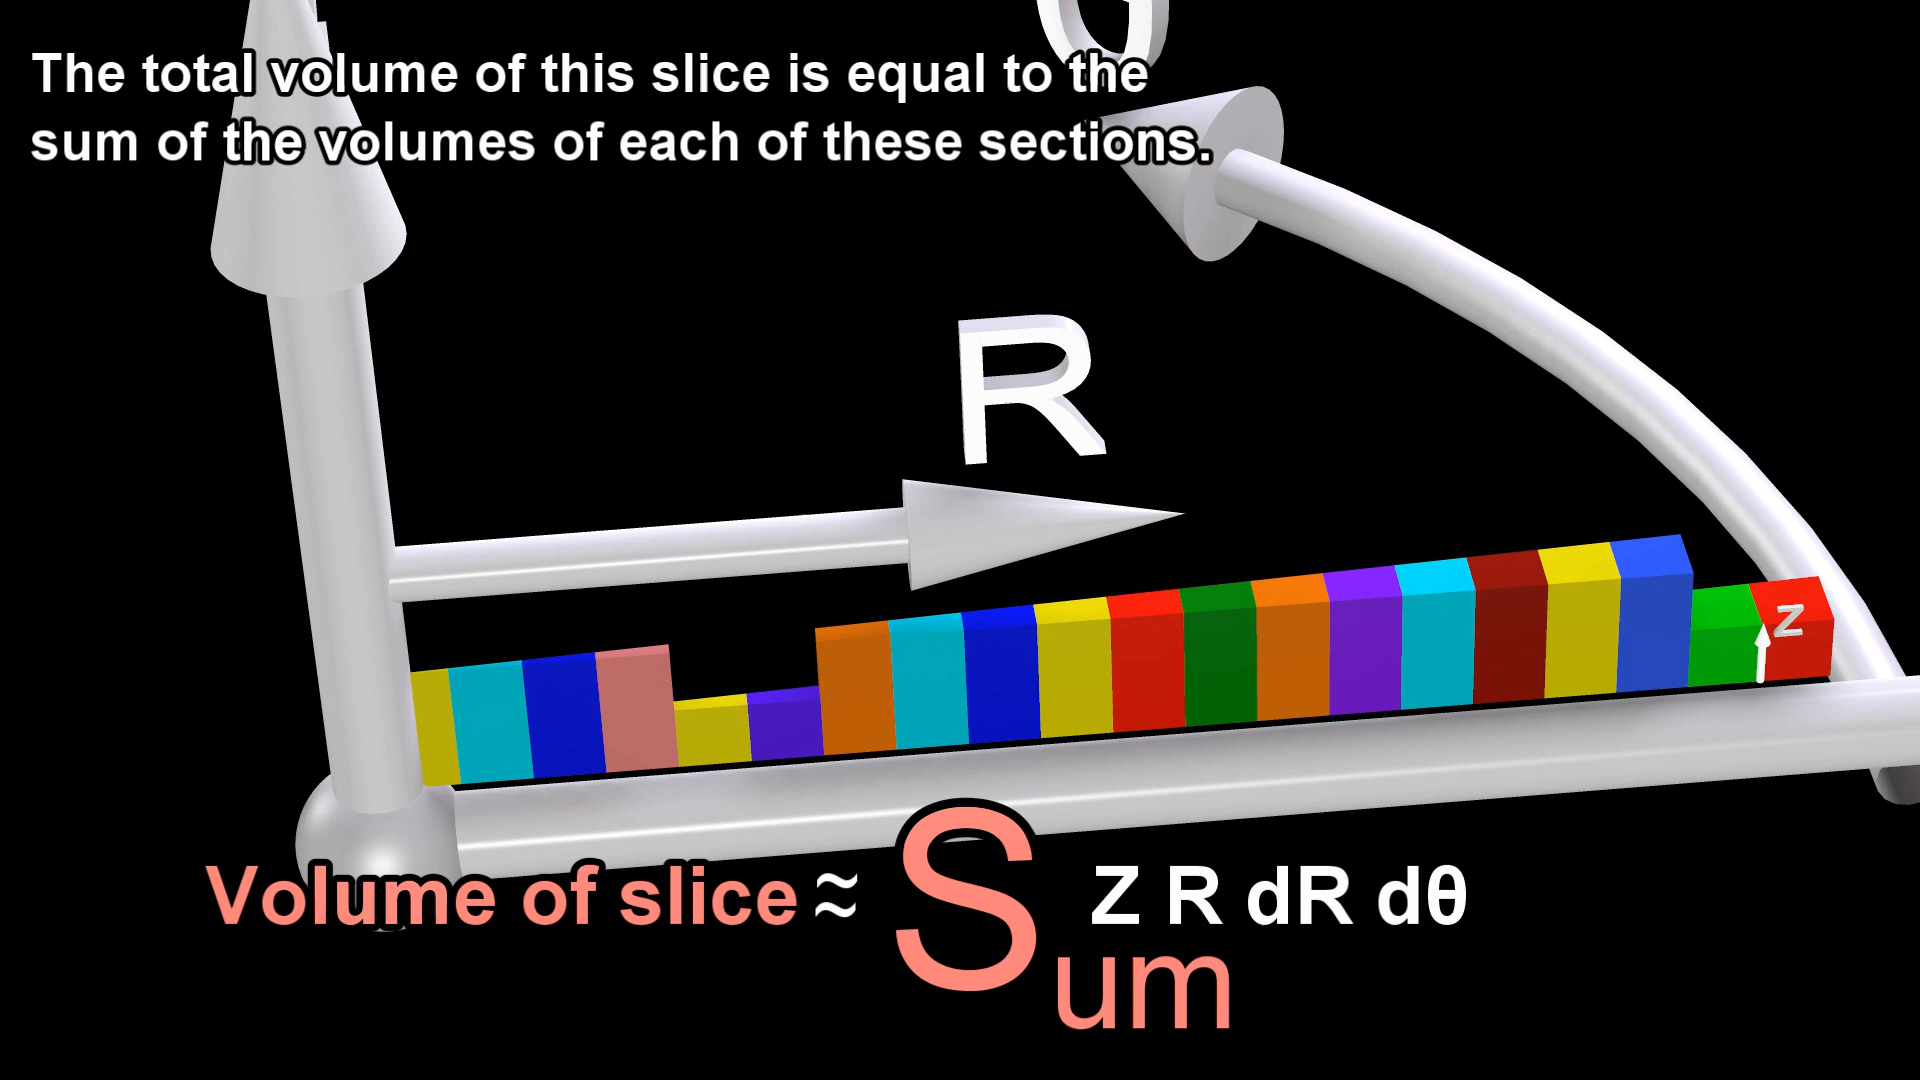 The total volume of this slice is equal to the
sum of the volumes of each of these sections.
R
Z
Volume of slice ≈ Sum Z R dR dθ